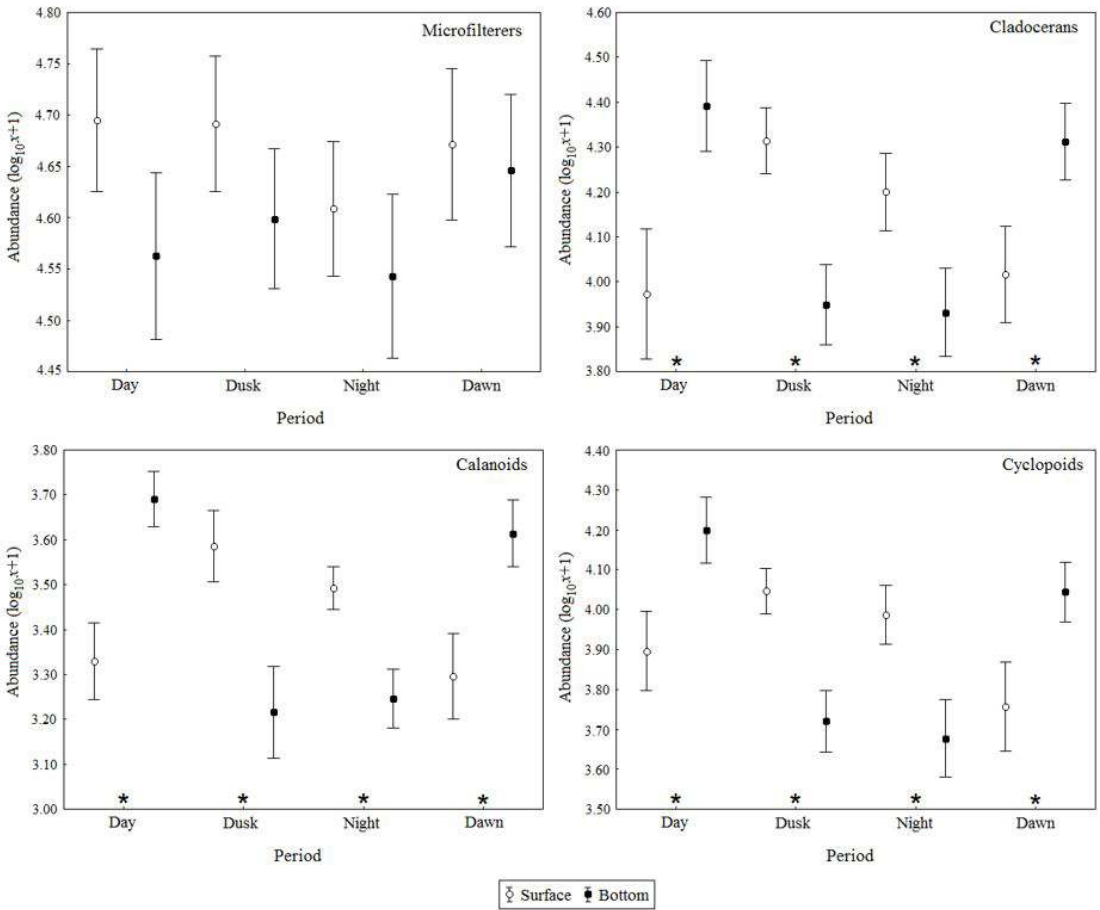 Microfilterers
Abundance (log10x+1)
4.80
4.75
4.70
4.65
4.60
4.55
4.50
4.45
Day Dusk Night Dawn
Period
Cladocerans
Abundance (log10x+1)
4.60
4.50
4.40
4.30
4.20
4.10
4.00
3.90
3.80
* * * *
Day Dusk Night Dawn
Period
Calanoids
Abundance (log10x+1)
3.80
3.70
3.60
3.50
3.40
3.30
3.20
3.10
3.00
* * * *
Day Dusk Night Dawn
Period
Cyclopoids
Abundance (log10x+1)
4.40
4.30
4.20
4.10
4.00
3.90
3.80
3.70
3.60
3.50
* * * *
Day Dusk Night Dawn
Period
Surface Bottom